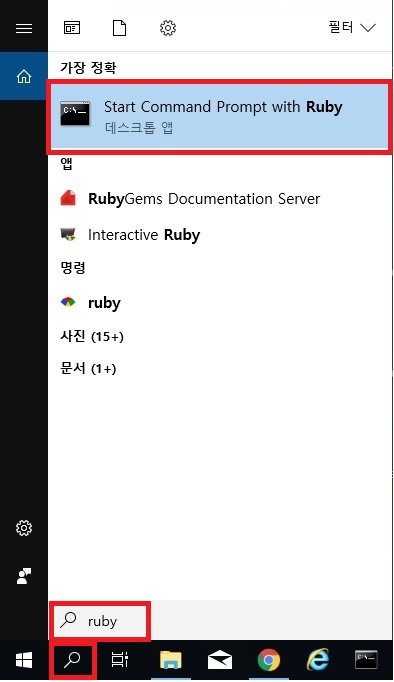 필터
가장 정확
Start Command Prompt with Ruby
데스크톱 앱
앱
RubyGems Documentation Server
Interactive Ruby
명령
ruby
사진 (15+)
문서 (1+)
ruby